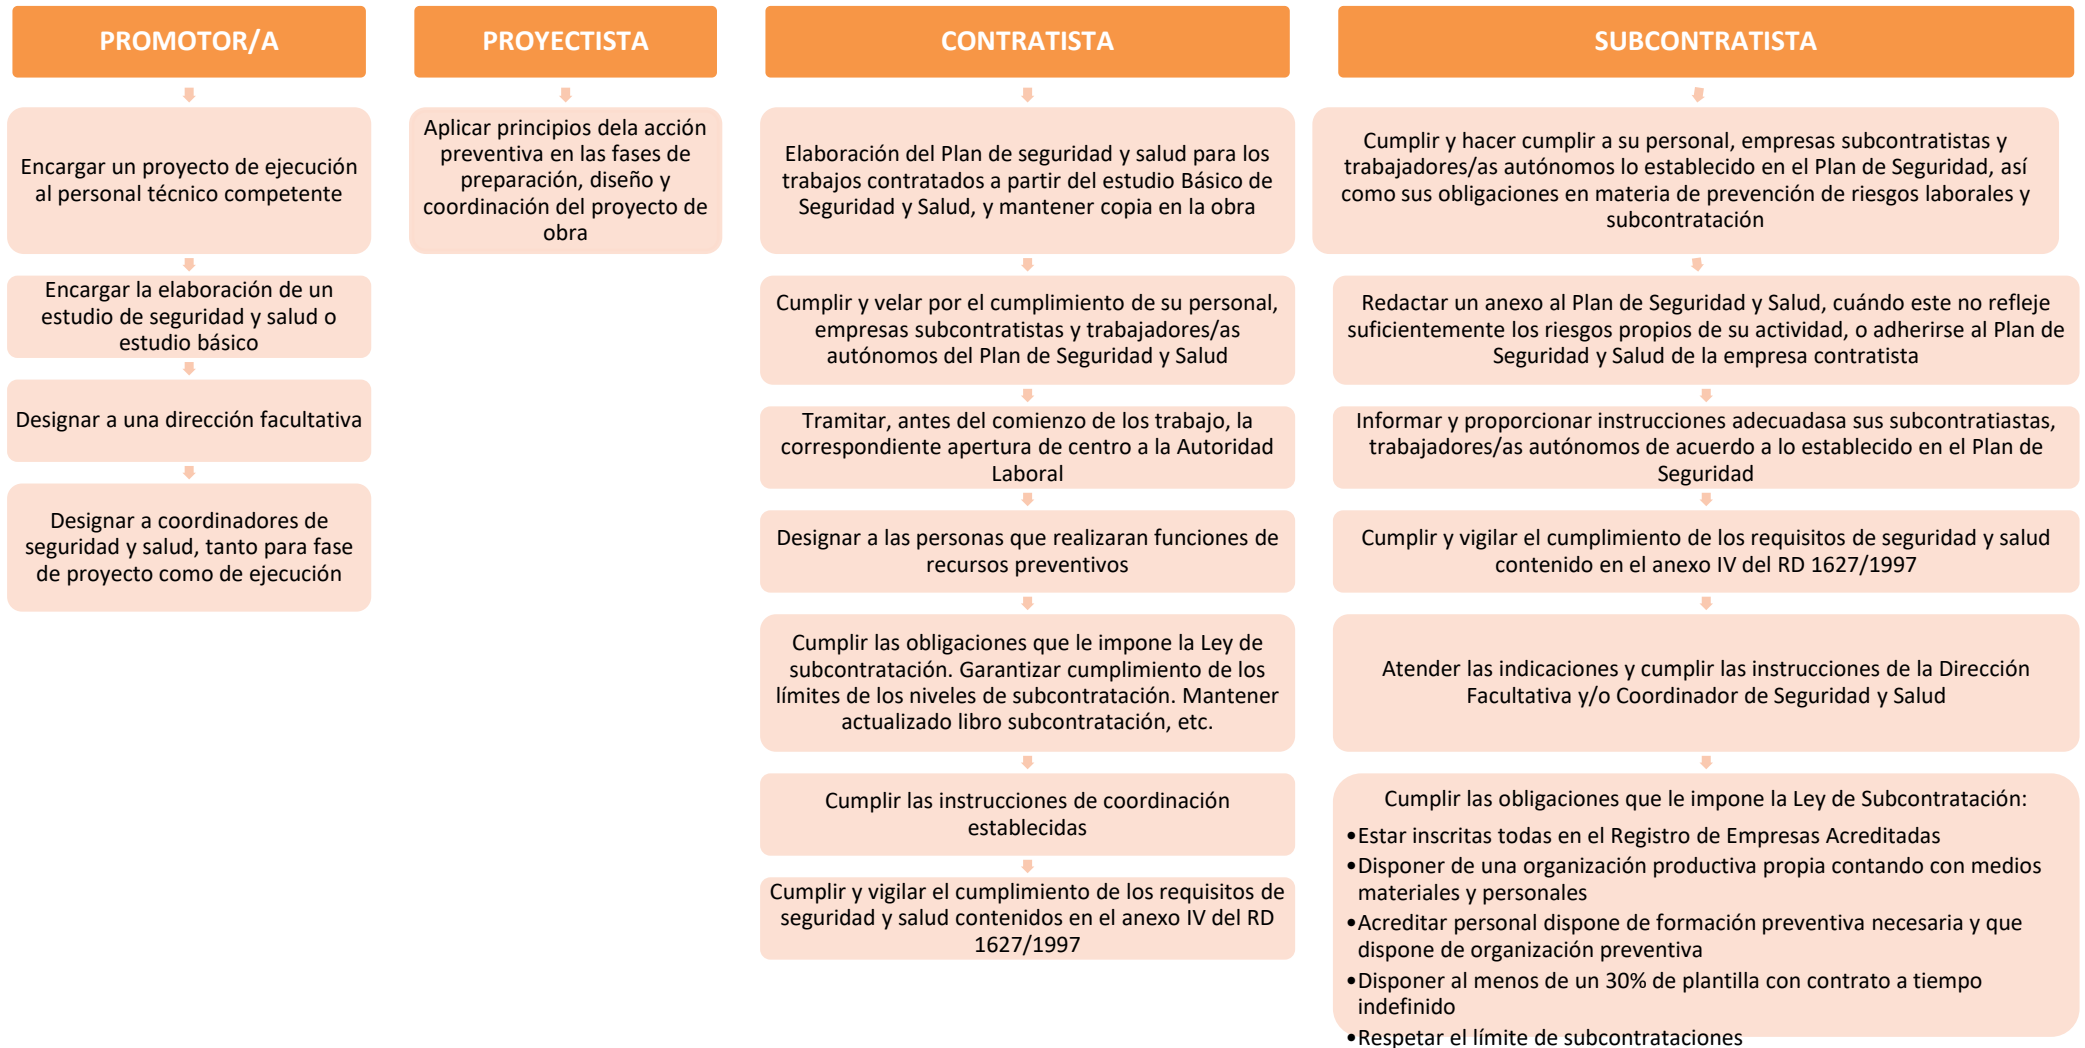 PROMOTOR/A
Encargar un proyecto de ejecución
al personal técnico competente
Encargar la elaboración de un
estudio de seguridad y salud o
estudio básico
Designar a una dirección facultativa
Designar a coordinadores de
seguridad y salud, tanto para fase
de proyecto como de ejecución
PROYECTISTA
Aplicar principios dela acción
preventiva en las fases de
preparación, diseño y
coordinación del proyecto de
obra
CONTRATISTA
Elaboración del Plan de seguridad y salud para los
trabajos contratados a partir del estudio Básico de
Seguridad y Salud, y mantener copia en la obra
Cumplir y velar por el cumplimiento de su personal,
empresas subcontratistas y trabajadores/as
autónomos del Plan de Seguridad y Salud
Tramitar, antes del comienzo de los trabajo, la
correspondiente apertura de centro a la Autoridad
Laboral
Designar a las personas que realizaran funciones de
recursos preventivos
Cumplir las obligaciones que le impone la Ley de
subcontratación. Garantizar cumplimiento de los
límites de los niveles de subcontratación. Mantener
actualizado libro subcontratación, etc.
Cumplir las instrucciones de coordinación
establecidas
Cumplir y vigilar el cumplimiento de los requisitos de
seguridad y salud contenidos en el anexo IV del RD
1627/1997
SUBCONTRATISTA
Cumplir y hacer cumplir a su personal, empresas subcontratistas y
trabajadores/as autónomos lo establecido en el Plan de Seguridad, así
como sus obligaciones en materia de prevención de riesgos laborales y
subcontratación
Redactar un anexo al Plan de Seguridad y Salud, cuándo este no refleje
suficientemente los riesgos propios de su actividad, o adherirse al Plan de
Seguridad y Salud de la empresa contratista
Informar y proporcionar instrucciones adecuadasa sus subcontratiastas,
trabajadores/as autónomos de acuerdo a lo establecido en el Plan de
Seguridad
Cumplir y vigilar el cumplimiento de los requisitos de seguridad y salud
contenido en el anexo IV del RD 1627/1997
Atender las indicaciones y cumplir las instrucciones de la Dirección
Facultativa y/o Coordinador de Seguridad y Salud
Cumplir las obligaciones que le impone la Ley de Subcontratación:
•Estar inscritas todas en el Registro de Empresas Acreditadas
•Disponer de una organización productiva propia contando con medios
materiales y personales
•Acreditar personal dispone de formación preventiva necesaria y que
dispone de organización preventiva
•Disponer al menos de un 30% de plantilla con contrato a tiempo
indefinido
•Respetar el límite de subcontrataciones